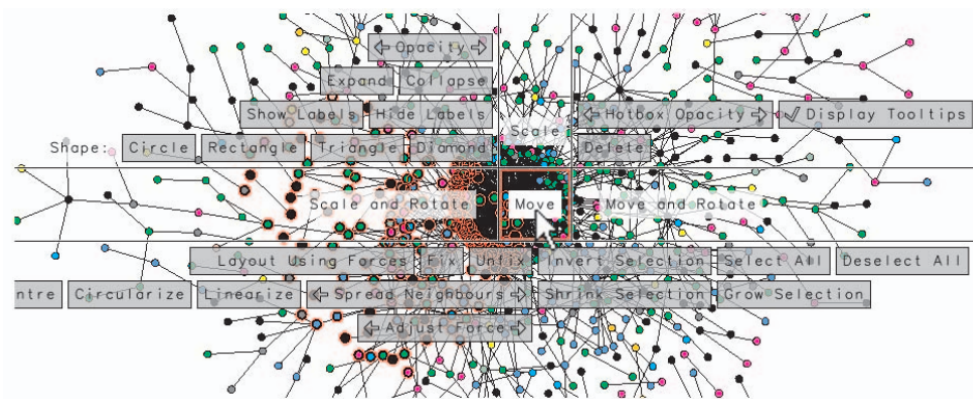 Opacity
Expand Collapse
Show Labels Hide Labels Hotbox Opacity Display Tooltips
Scale
Shape: Circle Rectangle Triangle Diamond Delete
Scale and Rotate Move Move and Rotate
Layout Using Forces Fix Unfix Invert Selection Select All Deselect All
ntre Circularize Linearize Spread Neighbours Shrink Selection Grow Selection
Adjust Force